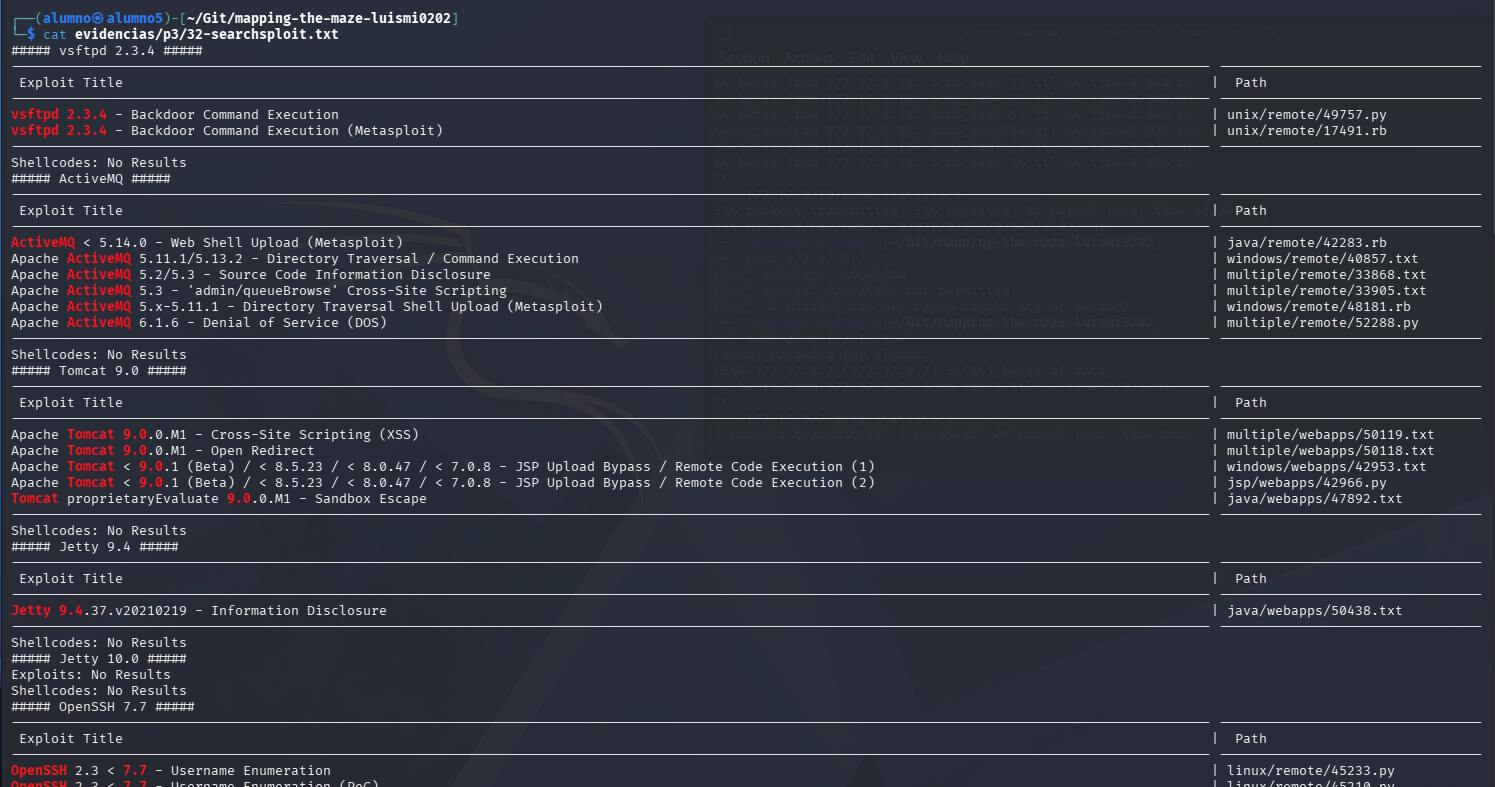 ┌──(alumno㉿alumno5)-[~/Git/mapping-the-maze-luismi0202]
└─$ cat evidencias/p3/32-searchsploit.txt
##### vsftpd 2.3.4 #####
Exploit Title | Path
vsftpd 2.3.4 - Backdoor Command Execution | unix/remote/49757.py
vsftpd 2.3.4 - Backdoor Command Execution (Metasploit) | unix/remote/17491.rb
Shellcodes: No Results
##### ActiveMQ #####
Exploit Title | Path
ActiveMQ < 5.14.0 - Web Shell Upload (Metasploit) | java/remote/42283.rb
Apache ActiveMQ 5.11.1/5.13.2 - Directory Traversal / Command Execution | windows/remote/40857.txt
Apache ActiveMQ 5.2/5.3 - Source Code Information Disclosure | multiple/remote/33868.txt
Apache ActiveMQ 5.3 - 'admin/queueBrowse' Cross-Site Scripting | multiple/remote/33905.txt
Apache ActiveMQ 5.x-5.11.1 - Directory Traversal Shell Upload (Metasploit) | windows/remote/48181.rb
Apache ActiveMQ 6.1.6 - Denial of Service (DOS) | multiple/remote/52288.py
Shellcodes: No Results
##### Tomcat 9.0 #####
Exploit Title | Path
Apache Tomcat 9.0.0.M1 - Cross-Site Scripting (XSS) | multiple/webapps/50119.txt
Apache Tomcat 9.0.0.M1 - Open Redirect | multiple/webapps/50118.txt
Apache Tomcat < 9.0.1 (Beta) / < 8.5.23 / < 8.0.47 / < 7.0.8 - JSP Upload Bypass / Remote Code Execution (1) | windows/webapps/42953.txt
Apache Tomcat < 9.0.1 (Beta) / < 8.5.23 / < 8.0.47 / < 7.0.8 - JSP Upload Bypass / Remote Code Execution (2) | jsp/webapps/42966.py
Tomcat proprietaryEvaluate 9.0.0.M1 - Sandbox Escape | java/webapps/47892.txt
Shellcodes: No Results
##### Jetty 9.4 #####
Exploit Title | Path
Jetty 9.4.37.v20210219 - Information Disclosure | java/webapps/50438.txt
Shellcodes: No Results
##### Jetty 10.0 #####
Exploits: No Results
Shellcodes: No Results
##### OpenSSH 7.7 #####
Exploit Title | Path
OpenSSH 2.3 < 7.7 - Username Enumeration | linux/remote/45233.py
OpenSSH 2.3 < 7.7 - Username Enumeration (PoC) | linux/remote/45210.py